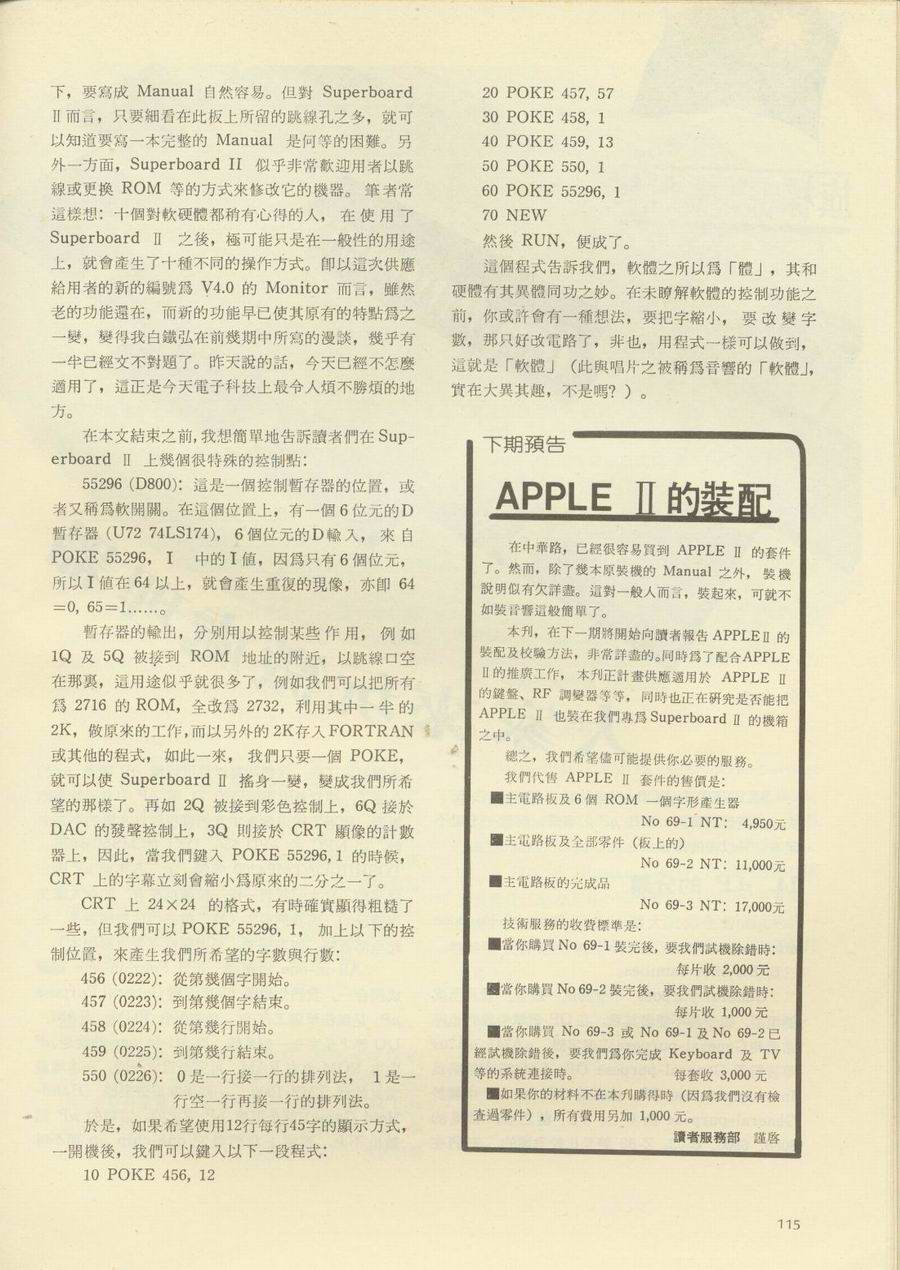 下，要寫成 Manual 自然容易。但對 Superboard
Ⅱ而言，只要細看在此板上所留的跳線孔之多，就可
以知道要寫一本完整的 Manual 是何等的困難。另
外一方面，Superboard II 似乎非常歡迎用者以跳
線或更換 ROM 等的方式來修改它的機器。筆者常
這樣想：十個對軟硬體都稍有心得的人，在使用了
Superboard Ⅱ 之後，極可能只是在一般性的用途
上，就會產生了十種不同的操作方式。卽以這次供應
給用者的新的編號爲 V4.0 的 Monitor 而言，雖然
老的功能還在，而新的功能早已使其原有的特點爲之
一變，變得我白鐵弘在前幾期中所寫的漫談，幾乎有
一半已經文不對題了。昨天說的話，今天已經不怎麼
適用了，這正是今天電子科技上最令人煩不勝煩的地
方。
在本文結束之前，我想簡單地告訴讀者們在 Sup-
erboard Ⅱ 上幾個很特殊的控制點：
55296 (D800)：這是一個控制暫存器的位置，或
者又稱爲軟開關。在這個位置上，有一個 6 位元的D
暫存器 (U72 74LS174)，6 個位元的D輸入，來自
POKE 55296, I 中的 I 値，因爲只有 6 個位元，
所以 I 値在 64 以上，就會產生重復的現像，亦卽 64
=0, 65=1……。
暫存器的輸出，分別用以控制某些作用，例如
1Q 及 5Q 被接到 ROM 地址的附近，以跳線口空
在那裏，這用途似乎就很多了，例如我們可以把所有
爲 2716 的 ROM，全改爲 2732，利用其中一半的
2K，做原來的工作，而以另外的 2K存入FORTRAN
或其他的程式，如此一來，我們只要一個 POKE，
就可以使 Superboard Ⅱ 搖身一變，變成我們所希
望的那樣了。再如 2Q 被接到彩色控制上，6Q 接於
DAC 的發聲控制上，3Q 則接於 CRT 顯像的計數
器上，因此，當我們鍵入 POKE 55296, 1 的時候，
CRT 上的字幕立刻會縮小爲原來的二分之一了。
CRT 上 24×24 的格式，有時確實顯得粗糙了
一些，但我們可以 POKE 55296, 1，加上以下的控
制位置，來產生我們所希望的字數與行數：
456 (0222)：從第幾個字開始。
457 (0223)：到第幾個字結束。
458 (0224)：從第幾行開始。
459 (0225)：到第幾行結束。
550 (0226)：0 是一行接一行的排列法，1 是一
行空一行再接一行的排列法。
於是，如果希望使用12行每行45字的顯示方式，
一開機後，我們可以鍵入以下一段程式：
10 POKE 456, 12
20 POKE 457, 57
30 POKE 458, 1
40 POKE 459, 13
50 POKE 550, 1
60 POKE 55296, 1
70 NEW
然後 RUN，便成了。
這個程式告訴我們，軟體之所以爲「體」，其和
硬體有其異體同功之妙。在未瞭解軟體的控制功能之
前，你或許會有一種想法，要把字縮小，要改變字
數，那只好改電路了，非也，用程式一樣可以做到，
這就是「軟體」（此與唱片之被稱爲音響的「軟體」，
實在大異其趣，不是嗎？）。
下期預告
APPLE Ⅱ的裝配
在中華路，已經很容易買到 APPLE Ⅱ 的套件
了。然而，除了幾本原裝機的 Manual 之外，裝機
說明似有欠詳盡。這對一般人而言，裝起來，可就不
如裝音響這般簡單了。
本刋，在下一期將開始向讀者報告 APPLEⅡ 的
裝配及校驗方法，非常詳盡的。同時爲了配合APPLE
Ⅱ的推廣工作，本刋正計畫供應適用於 APPLE Ⅱ
的鍵盤、RF 調變器等等，同時也正在硏究是否能把
APPLE Ⅱ 也裝在我們專爲 Superboard Ⅱ 的機箱
之中。
總之，我們希望儘可能提供你必要的服務。
我們代售 APPLE Ⅱ 套件的售價是：
■主電路板及 6 個 ROM 一個字形產生器
No 69-1 NT： 4,950元
■主電路板及全部零件（板上的）
No 69-2 NT：11,000元
■主電路板的完成品
No 69-3 NT：17,000元
技術服務的收費標準是：
■當你購買 No 69-1 裝完後，要我們試機除錯時：
每片收 2,000 元
■當你購買 No 69-2 裝完後，要我們試機除錯時：
每片收 1,000 元
■當你購買 No 69-3 或 No 69-1 及 No 69-2 已
經試機除錯後，要我們爲你完成 Keyboard 及 TV
等的系統連接時。 每套收 3,000 元
■如果你的材料不在本刋購得時（因爲我們沒有檢
查過零件），所有費用另加 1,000 元。
讀者服務部 謹啓
115